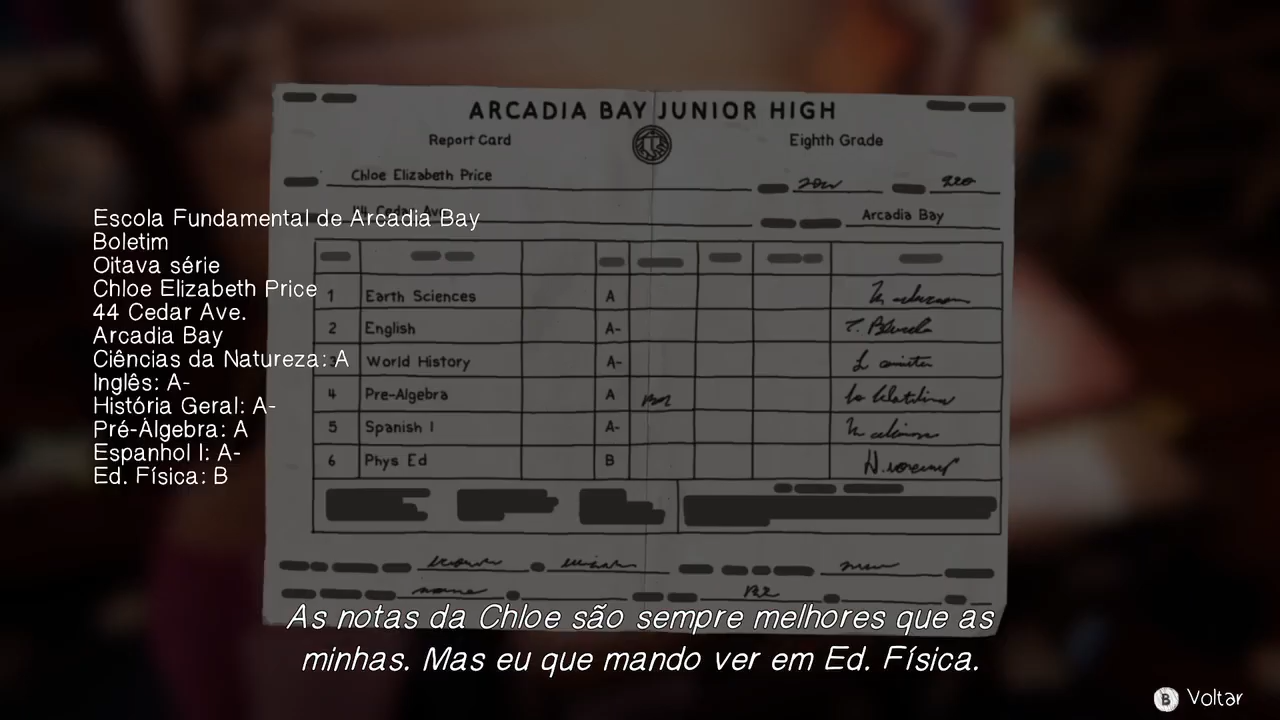 ARCADIA BAY JUNIOR HIGH
Report Card
Eighth Grade
Chloe Elizabeth Price
Cedar Ave
Arcadia Bay
1 Earth Sciences A
2 English A-
3 World History A-
4 Pre-Algebra A
5 Spanish I A-
6 Phys Ed B
Escola Fundamental de Arcadia Bay
Boletim
Oitava série
Chloe Elizabeth Price
44 Cedar Ave.
Arcadia Bay
Ciências da Natureza: A
Inglês: A-
História Geral: A-
Pré-Álgebra: A
Espanhol I: A-
Ed. Física: B
As notas da Chloe são sempre melhores que as
minhas. Mas eu que mando ver em Ed. Física.
B Voltar